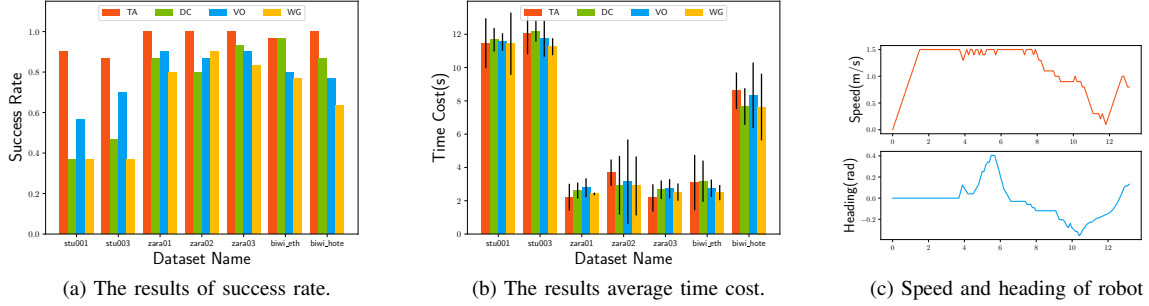 TA DC VO WG
1.0
0.8
0.6
0.4
0.2
0.0
Success Rate
stu001 stu003 zara01 zara02 zara03 biwi_eth biwi_hote
Dataset Name
(a) The results of success rate.
TA DC VO WG
12
10
8
6
4
2
0
Time Cost(s)
stu001 stu003 zara01 zara02 zara03 biwi_eth biwi_hote
Dataset Name
(b) The results average time cost.
1.5
1.0
0.5
0.0
Speed(m/s)
0 2 4 6 8 10 12
0.4
0.2
0.0
−0.2
Heading(rad)
0 2 4 6 8 10 12
(c) Speed and heading of robot